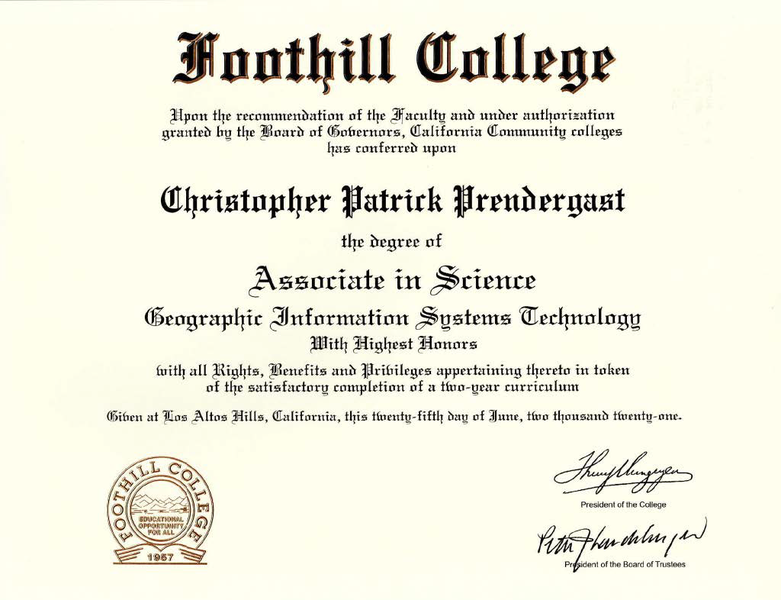 Foothill College
Upon the recommendation of the Faculty and under authorization
granted by the Board of Governors, California Community colleges
has conferred upon
Christopher Patrick Prendergast
the degree of
Associate in Science
Geographic Information Systems Technology
With Highest Honors
with all Rights, Benefits and Privileges appertaining thereto in token
of the satisfactory completion of a two-year curriculum
Given at Los Altos Hills, California, this twenty-fifth day of June, two thousand twenty-one.
FOOTHILL COLLEGE
EDUCATIONAL
OPPORTUNITY
FOR ALL
1957
President of the College
President of the Board of Trustees